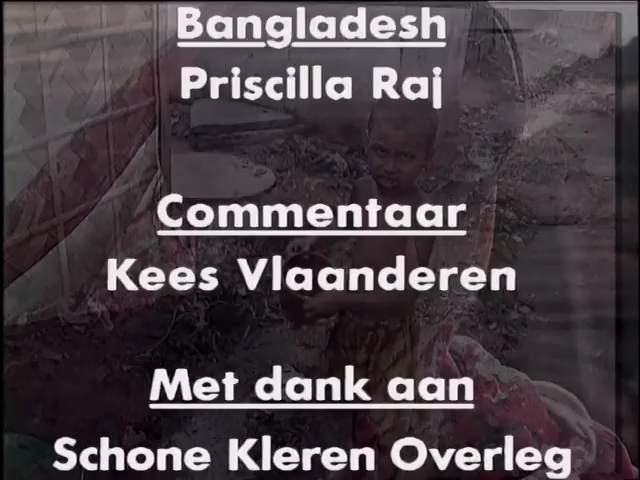 Bangladesh
Priscilla Raj
Commentaar
Kees Vlaanderen
Met dank aan
Schone Kleren Overleg